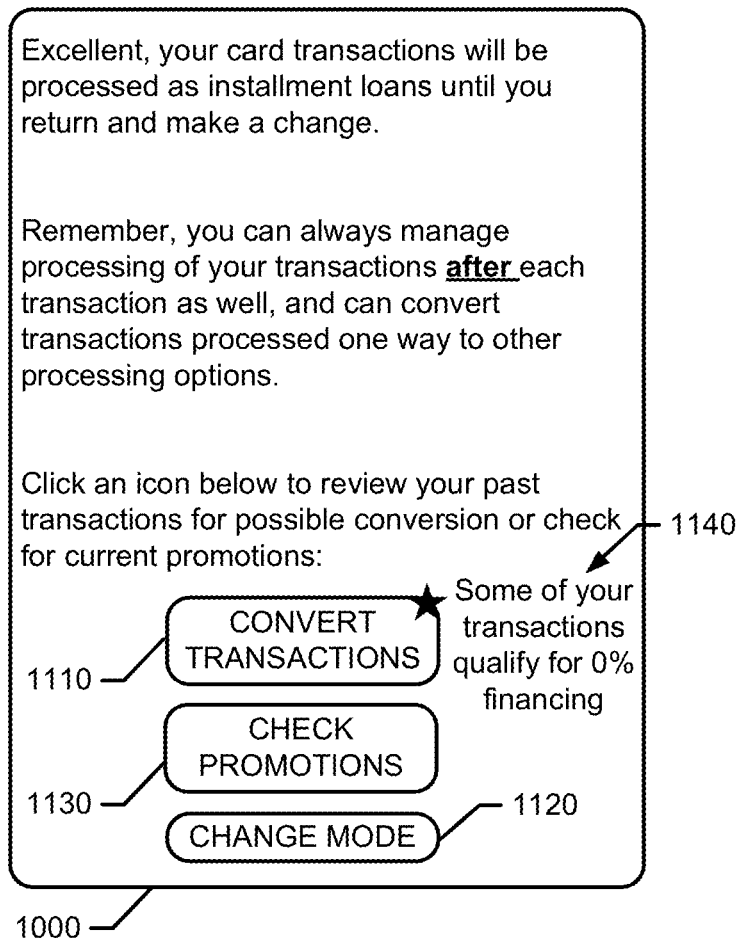 Excellent, your card transactions will be
processed as installment loans until you
return and make a change.
Remember, you can always manage
processing of your transactions after each
transaction as well, and can convert
transactions processed one way to other
processing options.
Click an icon below to review your past
transactions for possible conversion or check
for current promotions:
1140
Some of your
transactions
qualify for 0%
financing
CONVERT
TRANSACTIONS
1110
CHECK
PROMOTIONS
1130
CHANGE MODE
1120
1000